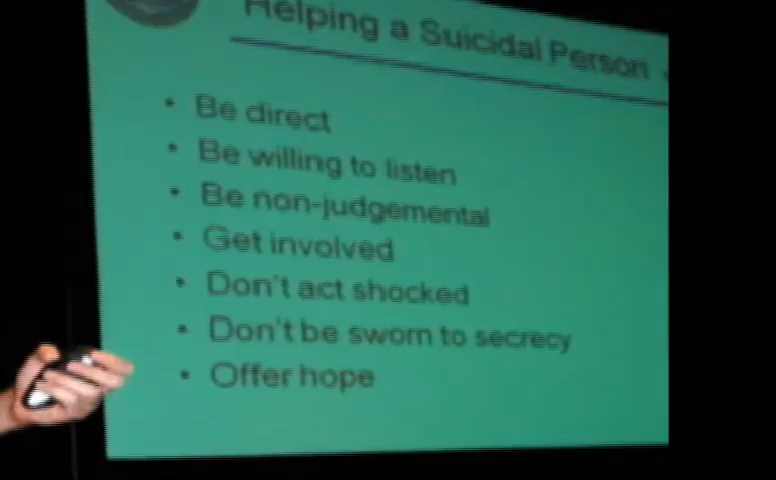 Helping a Suicidal Person
• Be direct
• Be willing to listen
• Be non-judgemental
• Get involved
• Don't act shocked
• Don't be sworn to secrecy
• Offer hope